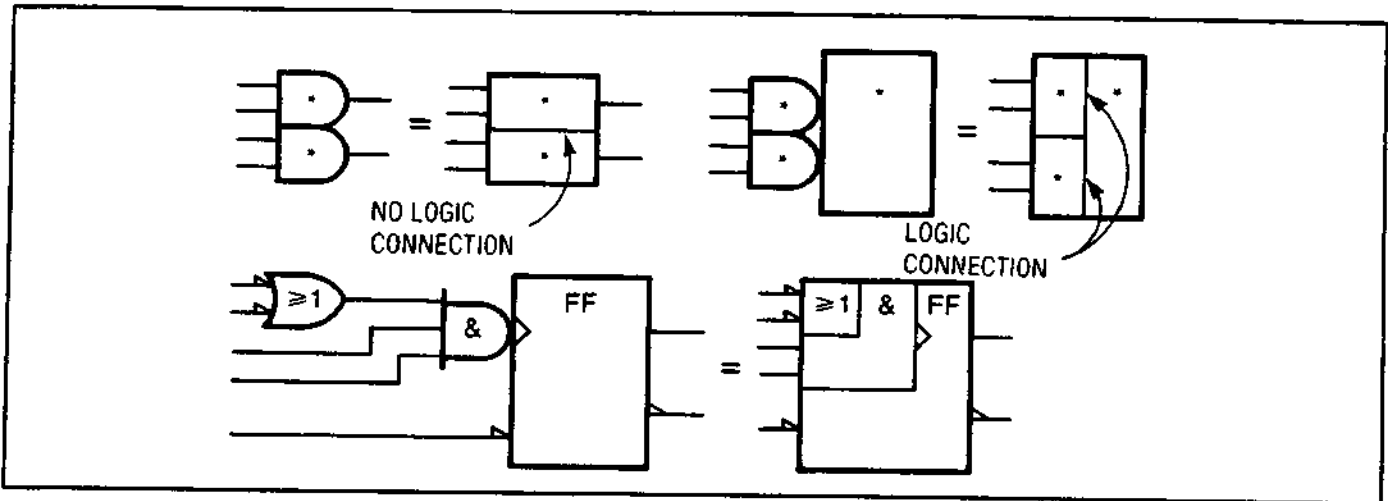 *
*
=
*
*
NO LOGIC
CONNECTION
*
*
*
=
*
*
*
LOGIC
CONNECTION
≥1
&
FF
=
≥1 & FF